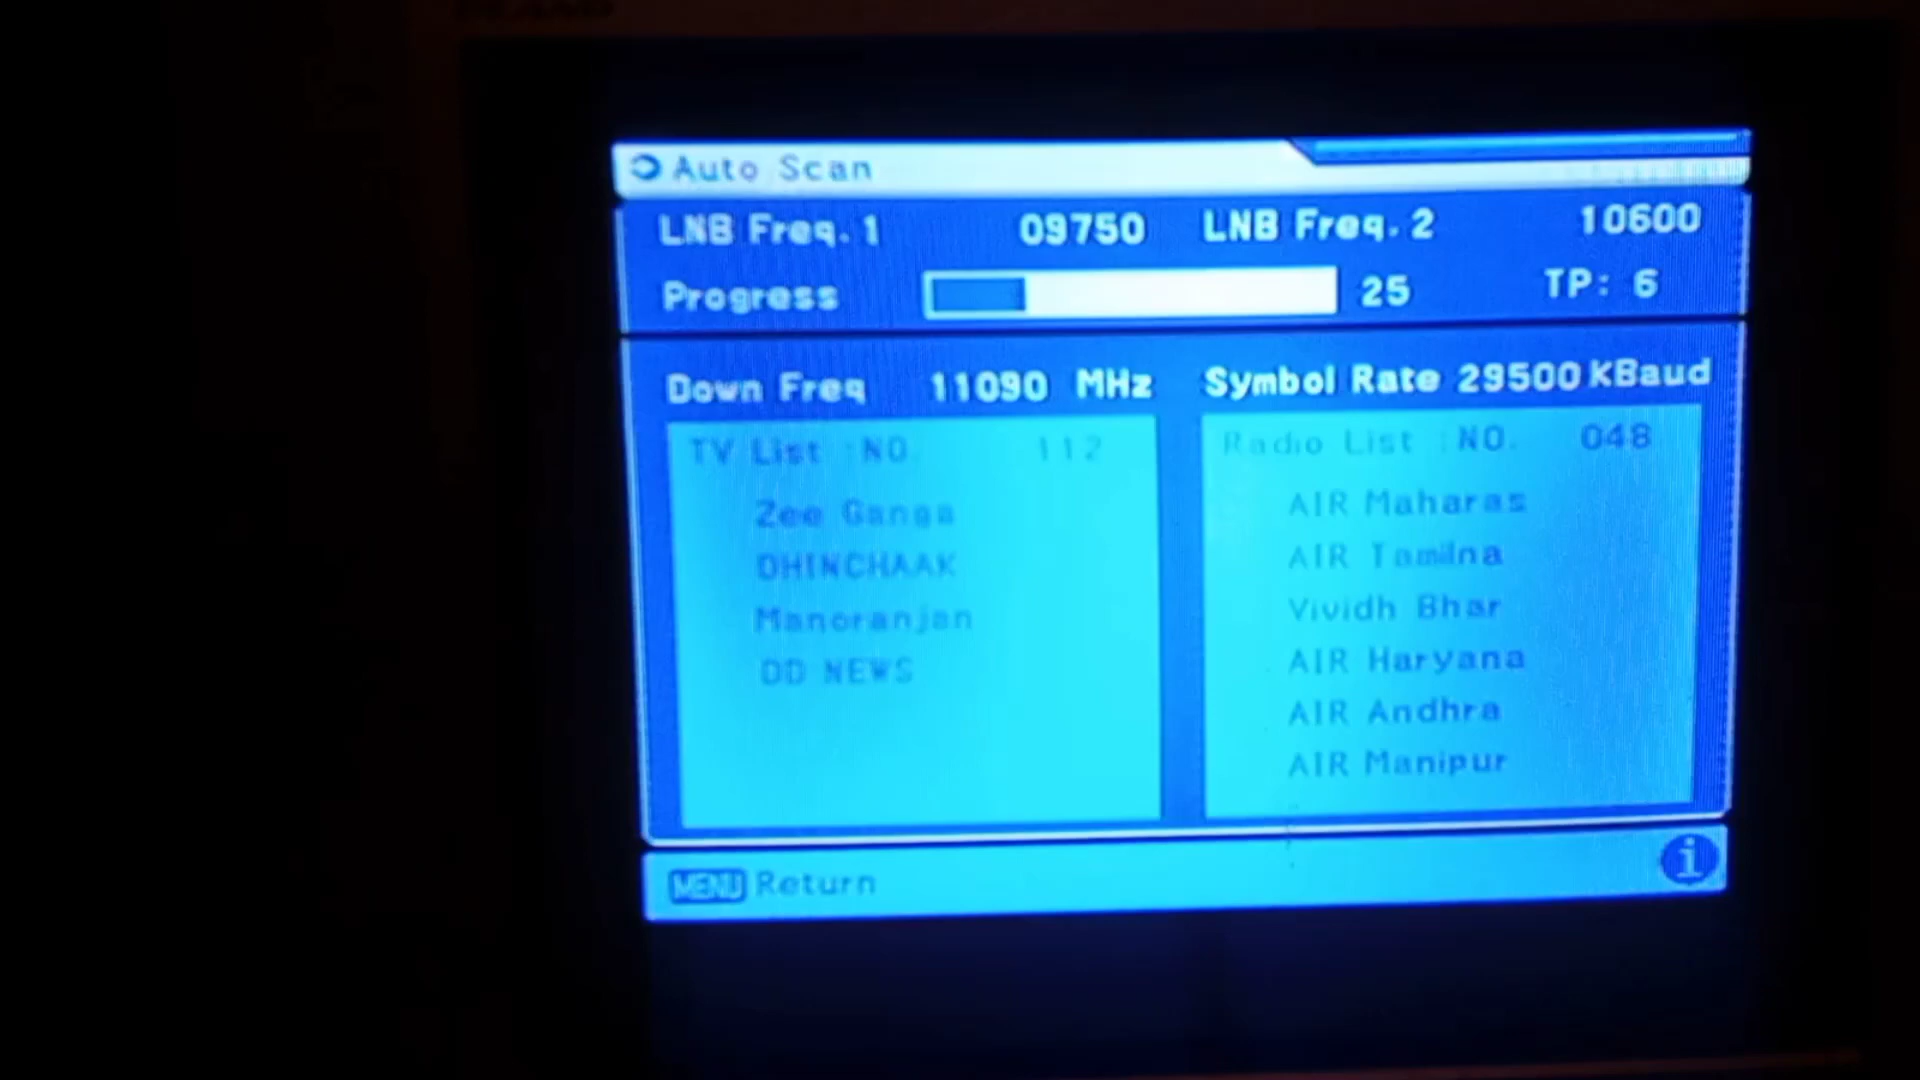 Auto Scan
LNB Freq. 1 09750 LNB Freq. 2 10600
Progress 25 TP: 6
Down Freq 11090 MHz Symbol Rate 29500 KBaud
TV List :NO. 112 Radio List :NO. 048
Zee Ganga AIR Maharas
DHINCHAAK AIR Tamilna
Manoranjan Vividh Bhar
DD NEWS AIR Haryana
AIR Andhra
AIR Manipur
MENU Return i